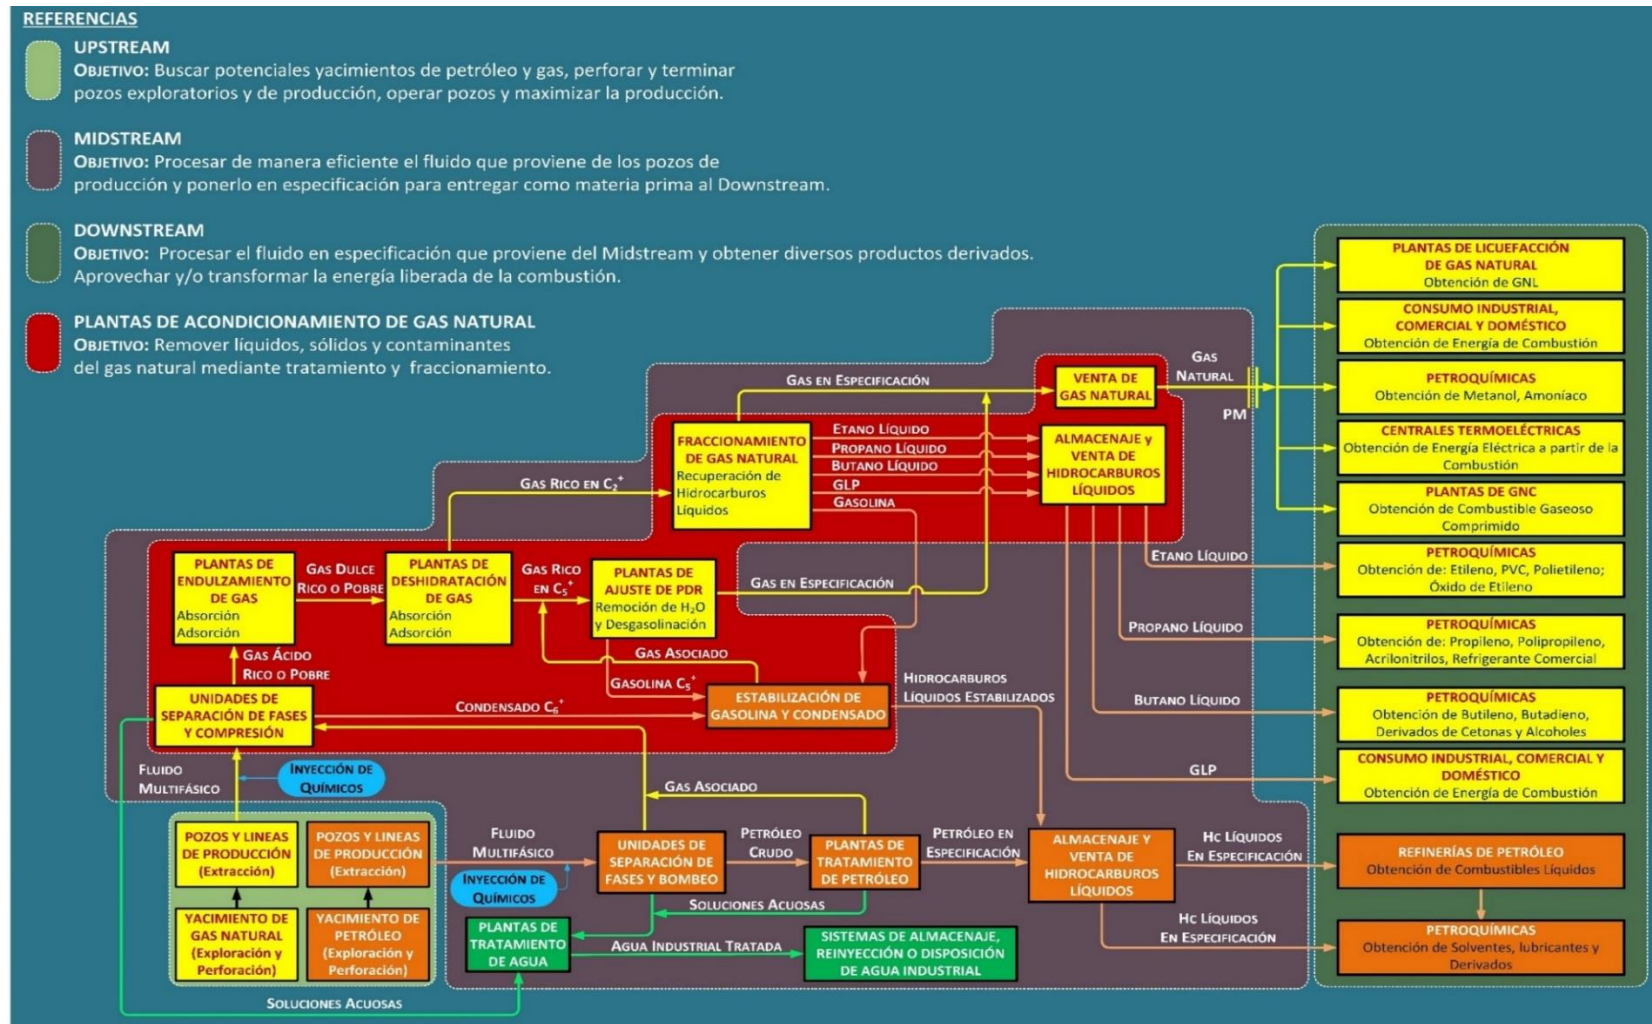 REFERENCIAS
UPSTREAM
OBJETIVO: Buscar potenciales yacimientos de petróleo y gas, perforar y terminar
pozos exploratorios y de producción, operar pozos y maximizar la producción.
MIDSTREAM
OBJETIVO: Procesar de manera eficiente el fluido que proviene de los pozos de
producción y ponerlo en especificación para entregar como materia prima al Downstream.
DOWNSTREAM
OBJETIVO: Procesar el fluido en especificación que proviene del Midstream y obtener diversos productos derivados.
Aprovechar y/o transformar la energía liberada de la combustión.
PLANTAS DE ACONDICIONAMIENTO DE GAS NATURAL
OBJETIVO: Remover líquidos, sólidos y contaminantes
del gas natural mediante tratamiento y fraccionamiento.
GAS EN ESPECIFICACIÓN
VENTA DE
GAS NATURAL
GAS
NATURAL
PM
FRACCIONAMIENTO
DE GAS NATURAL
Recuperación de
Hidrocarburos
Líquidos
ETANO LÍQUIDO
PROPANO LÍQUIDO
BUTANO LÍQUIDO
GLP
GASOLINA
ALMACENAJE y
VENTA DE
HIDROCARBUROS
LÍQUIDOS
GAS RICO EN C₂⁺
PLANTAS DE
ENDULZAMIENTO
DE GAS
Absorción
Adsorción
GAS DULCE
RICO O POBRE
PLANTAS DE
DESHIDRATACIÓN
DE GAS
Absorción
Adsorción
GAS RICO
EN C₅⁺
PLANTAS DE
AJUSTE DE PDR
Remoción de H₂O
y Desgasolinación
GAS EN ESPECIFICACIÓN
GAS ÁCIDO
RICO O POBRE
GAS ASOCIADO
GASOLINA C₅⁺
UNIDADES DE
SEPARACIÓN DE FASES
Y COMPRESIÓN
CONDENSADO C₆⁺
ESTABILIZACIÓN DE
GASOLINA Y CONDENSADO
HIDROCARBUROS
LÍQUIDOS ESTABILIZADOS
FLUIDO
MULTIFÁSICO
INYECCIÓN DE
QUÍMICOS
GAS ASOCIADO
POZOS Y LINEAS
DE PRODUCCIÓN
(Extracción)
POZOS Y LINEAS
DE PRODUCCIÓN
(Extracción)
YACIMIENTO DE
GAS NATURAL
(Exploración y
Perforación)
YACIMIENTO DE
PETRÓLEO
(Exploración y
Perforación)
FLUIDO
MULTIFÁSICO
INYECCIÓN DE
QUÍMICOS
UNIDADES DE
SEPARACIÓN DE
FASES Y BOMBEO
PETRÓLEO
CRUDO
PLANTAS DE
TRATAMIENTO
DE PETRÓLEO
PETRÓLEO EN
ESPECIFICACIÓN
ALMACENAJE Y
VENTA DE
HIDROCARBUROS
LÍQUIDOS
HC LÍQUIDOS
EN ESPECIFICACIÓN
HC LÍQUIDOS
EN ESPECIFICACIÓN
SOLUCIONES ACUOSAS
PLANTAS DE
TRATAMIENTO
DE AGUA
AGUA INDUSTRIAL TRATADA
SISTEMAS DE ALMACENAJE,
REINYECCIÓN O DISPOSICIÓN
DE AGUA INDUSTRIAL
SOLUCIONES ACUOSAS
PLANTAS DE LICUEFACCIÓN
DE GAS NATURAL
Obtención de GNL
CONSUMO INDUSTRIAL,
COMERCIAL Y DOMÉSTICO
Obtención de Energía de Combustión
PETROQUÍMICAS
Obtención de Metanol, Amoníaco
CENTRALES TERMOELÉCTRICAS
Obtención de Energía Eléctrica a partir de la
Combustión
PLANTAS DE GNC
Obtención de Combustible Gaseoso
Comprimido
ETANO LÍQUIDO
PETROQUÍMICAS
Obtención de: Etileno, PVC, Polietileno;
Óxido de Etileno
PROPANO LÍQUIDO
PETROQUÍMICAS
Obtención de: Propileno, Polipropileno,
Acrilonitrilos, Refrigerante Comercial
BUTANO LÍQUIDO
PETROQUÍMICAS
Obtención de Butileno, Butadieno,
Derivados de Cetonas y Alcoholes
GLP
CONSUMO INDUSTRIAL, COMERCIAL Y
DOMÉSTICO
Obtención de Energía de Combustión
REFINERÍAS DE PETRÓLEO
Obtención de Combustibles Líquidos
PETROQUÍMICAS
Obtención de Solventes, lubricantes y
Derivados